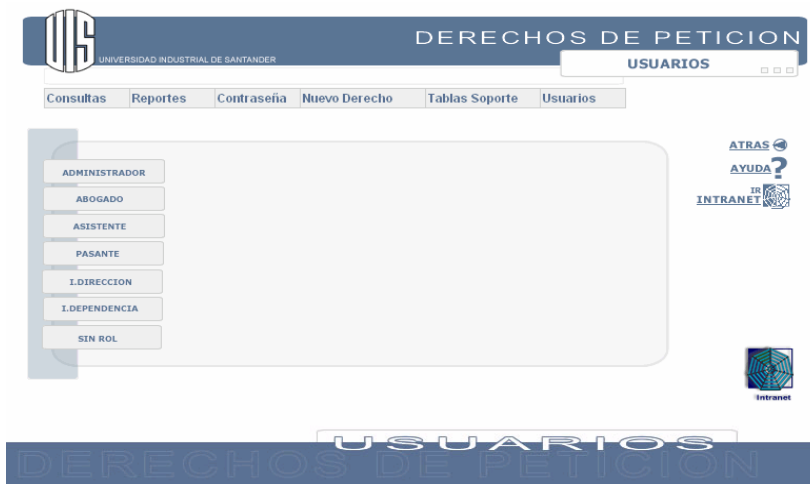 UIS
DERECHOS DE PETICION
UNIVERSIDAD INDUSTRIAL DE SANTANDER
USUARIOS
Consultas Reportes Contraseña Nuevo Derecho Tablas Soporte Usuarios
ATRAS
AYUDA ?
IR
INTRANET
ADMINISTRADOR
ABOGADO
ASISTENTE
PASANTE
I.DIRECCION
I.DEPENDENCIA
SIN ROL
Intranet
USUARIOS
DERECHOS DE PETICION